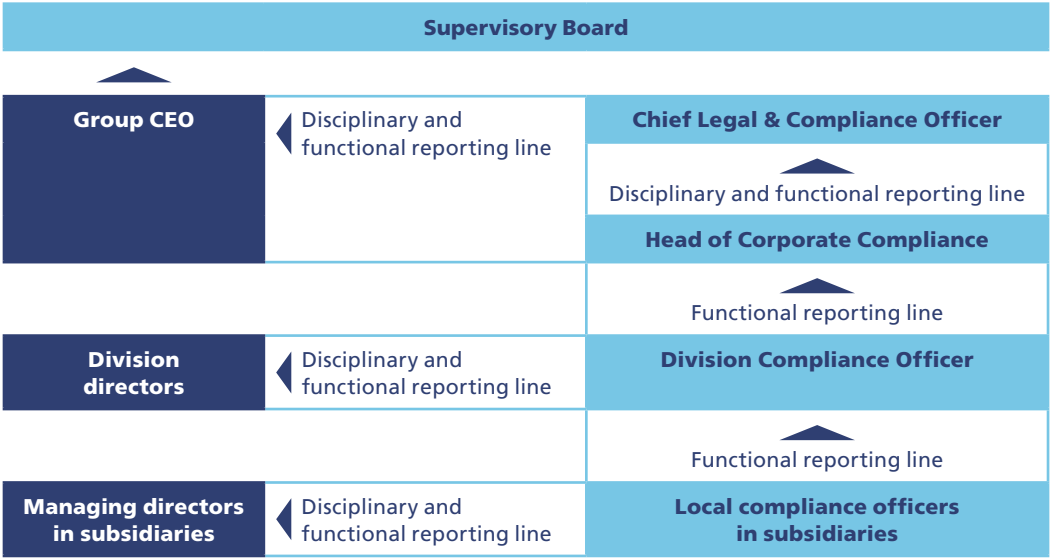 Supervisory Board
Group CEO
Disciplinary and
functional reporting line
Chief Legal & Compliance Officer
Disciplinary and functional reporting line
Head of Corporate Compliance
Functional reporting line
Division
directors
Disciplinary and
functional reporting line
Division Compliance Officer
Functional reporting line
Managing directors
in subsidiaries
Disciplinary and
functional reporting line
Local compliance officers
in subsidiaries